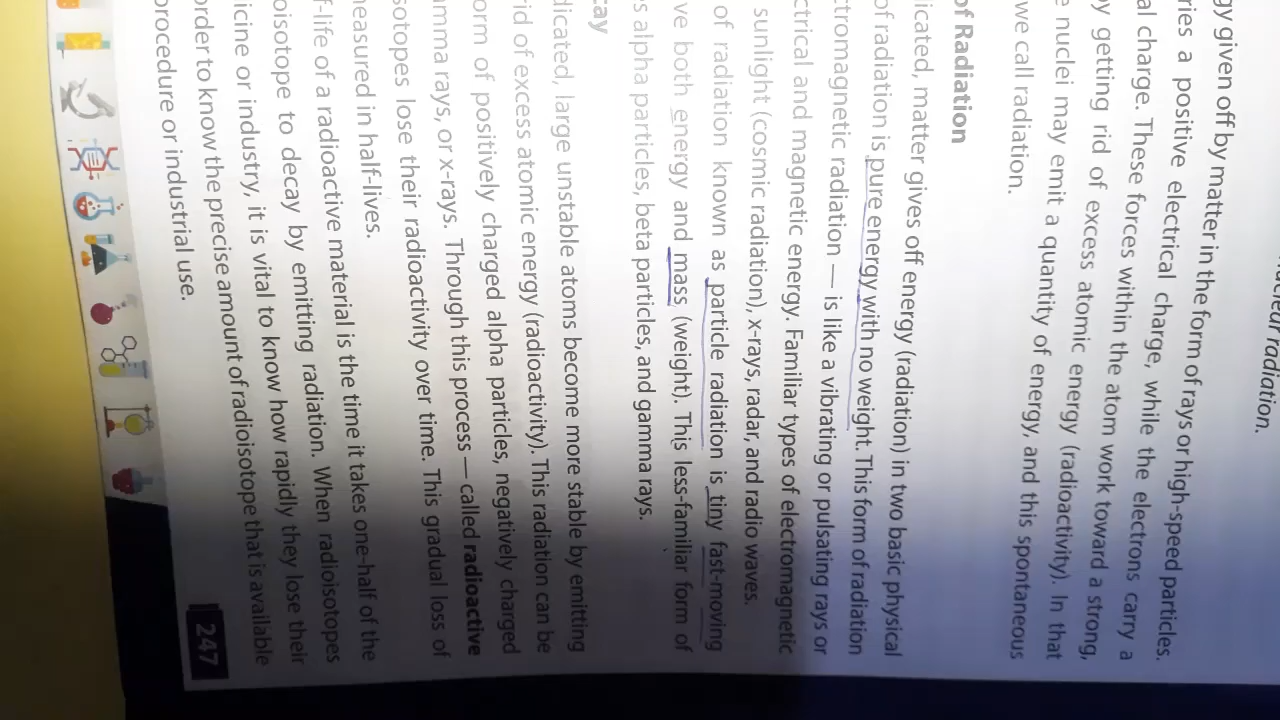 nuclear radiation.
gy given off by matter in the form of rays or high-speed particles.
ries a positive electrical charge, while the electrons carry a
al charge. These forces within the atom work toward a strong,
y getting rid of excess atomic energy (radioactivity). In that
e nuclei may emit a quantity of energy, and this spontaneous
we call radiation.
of Radiation
icated, matter gives off energy (radiation) in two basic physical
of radiation is pure energy with no weight. This form of radiation
tromagnetic radiation — is like a vibrating or pulsating rays or
ctrical and magnetic energy. Familiar types of electromagnetic
sunlight (cosmic radiation), x-rays, radar, and radio waves.
of radiation known as particle radiation is tiny fast-moving
ve both energy and mass (weight). This less-familiar form of
s alpha particles, beta particles, and gamma rays.
cay
dicated, large unstable atoms become more stable by emitting
rid of excess atomic energy (radioactivity). This radiation can be
orm of positively charged alpha particles, negatively charged
amma rays, or x-rays. Through this process — called radioactive
sotopes lose their radioactivity over time. This gradual loss of
neasured in half-lives.
f-life of a radioactive material is the time it takes one-half of the
oisotope to decay by emitting radiation. When radioisotopes
icine or industry, it is vital to know how rapidly they lose their
order to know the precise amount of radioisotope that is available
procedure or industrial use.
247